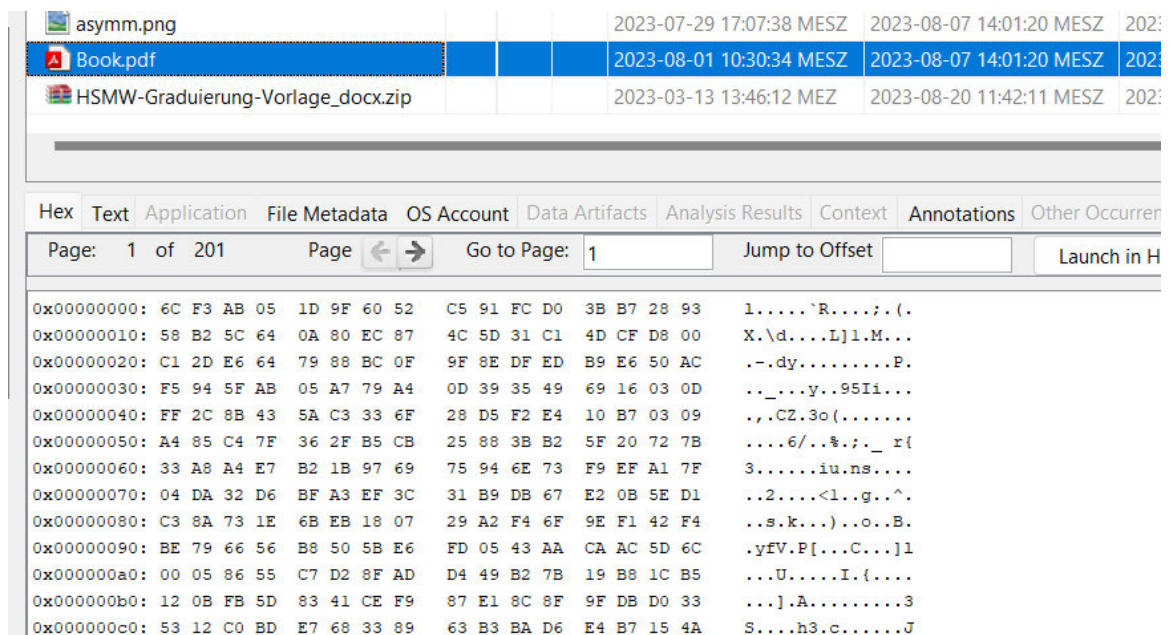 asymm.png 2023-07-29 17:07:38 MESZ 2023-08-07 14:01:20 MESZ 202
Book.pdf 2023-08-01 10:30:34 MESZ 2023-08-07 14:01:20 MESZ 202
HSMW-Graduierung-Vorlage_docx.zip 2023-03-13 13:46:12 MEZ 2023-08-20 11:42:11 MESZ 202
Hex Text Application File Metadata OS Account Data Artifacts Analysis Results Context Annotations Other Occurren
Page: 1 of 201 Page Go to Page: 1 Jump to Offset Launch in H
0x00000000: 6C F3 AB 05 1D 9F 60 52 C5 91 FC D0 3B B7 28 93 l.....`R....;.(.
0x00000010: 58 B2 5C 64 0A 80 EC 87 4C 5D 31 C1 4D CF D8 00 X.\d....L]1.M...
0x00000020: C1 2D E6 64 79 88 BC 0F 9F 8E DF ED B9 E6 50 AC .-.dy.........P.
0x00000030: F5 94 5F AB 05 A7 79 A4 0D 39 35 49 69 16 03 0D .._...y..95Ii...
0x00000040: FF 2C 8B 43 5A C3 33 6F 28 D5 F2 E4 10 B7 03 09 .,.CZ.3o(.......
0x00000050: A4 85 C4 7F 36 2F B5 CB 25 88 3B B2 5F 20 72 7B ....6/..%.;._ r{
0x00000060: 33 A8 A4 E7 B2 1B 97 69 75 94 6E 73 F9 EF A1 7F 3......iu.ns....
0x00000070: 04 DA 32 D6 BF A3 EF 3C 31 B9 DB 67 E2 0B 5E D1 ..2....<1..g..^.
0x00000080: C3 8A 73 1E 6B EB 18 07 29 A2 F4 6F 9E F1 42 F4 ..s.k...)..o..B.
0x00000090: BE 79 66 56 B8 50 5B E6 FD 05 43 AA CA AC 5D 6C .yfV.P[...C...]l
0x000000a0: 00 05 86 55 C7 D2 8F AD D4 49 B2 7B 19 B8 1C B5 ...U.....I.{....
0x000000b0: 12 0B FB 5D 83 41 CE F9 87 E1 8C 8F 9F DB D0 33 ...].A.........3
0x000000c0: 53 12 C0 BD E7 68 33 89 63 B3 BA D6 E4 B7 15 4A S....h3.c......J